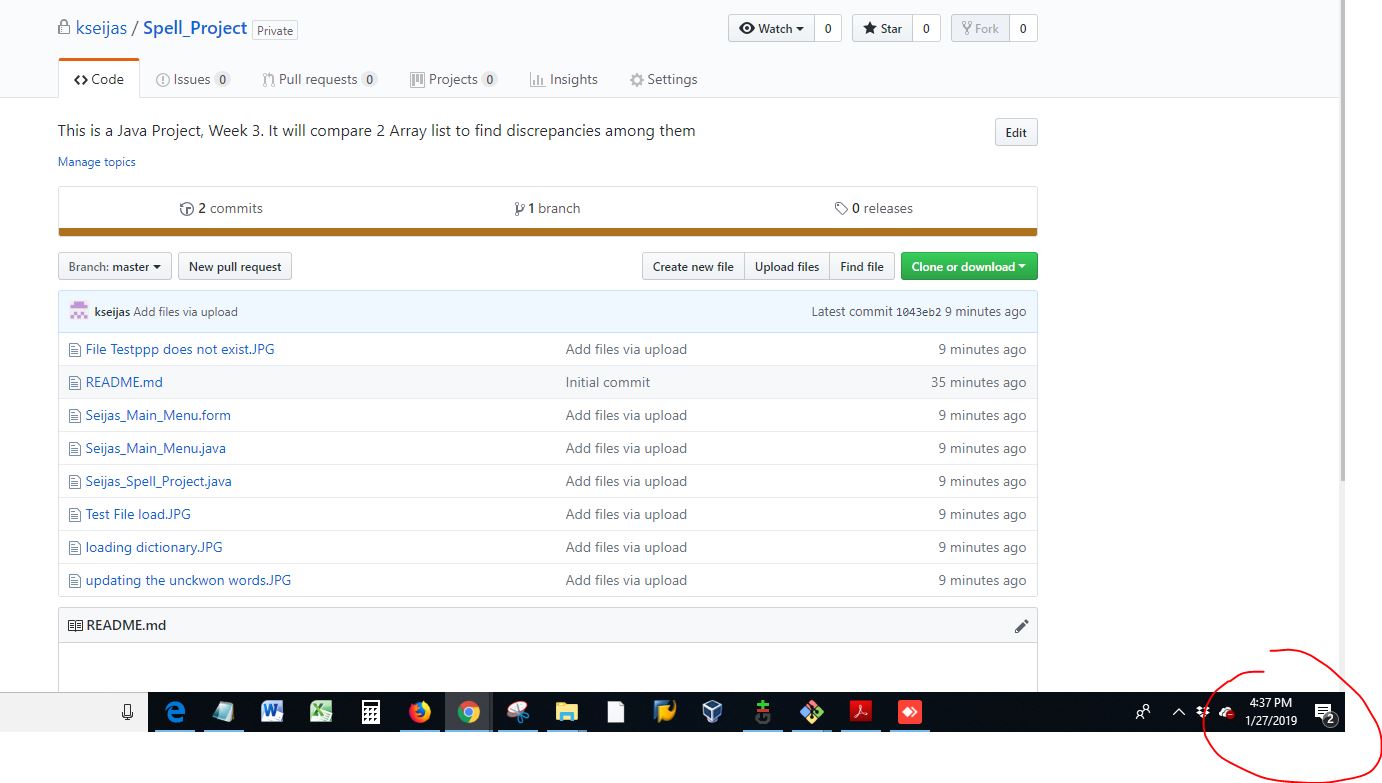 kseijas / Spell_Project Private
Watch 0 Star 0 Fork 0
Code Issues 0 Pull requests 0 Projects 0 Insights Settings
This is a Java Project, Week 3. It will compare 2 Array list to find discrepancies among them
Edit
Manage topics
2 commits 1 branch 0 releases
Branch: master New pull request Create new file Upload files Find file Clone or download
kseijas Add files via upload Latest commit 1043eb2 9 minutes ago
File Testppp does not exist.JPG Add files via upload 9 minutes ago
README.md Initial commit 35 minutes ago
Seijas_Main_Menu.form Add files via upload 9 minutes ago
Seijas_Main_Menu.java Add files via upload 9 minutes ago
Seijas_Spell_Project.java Add files via upload 9 minutes ago
Test File load.JPG Add files via upload 9 minutes ago
loading dictionary.JPG Add files via upload 9 minutes ago
updating the unckwon words.JPG Add files via upload 9 minutes ago
README.md
4:37 PM
1/27/2019
2